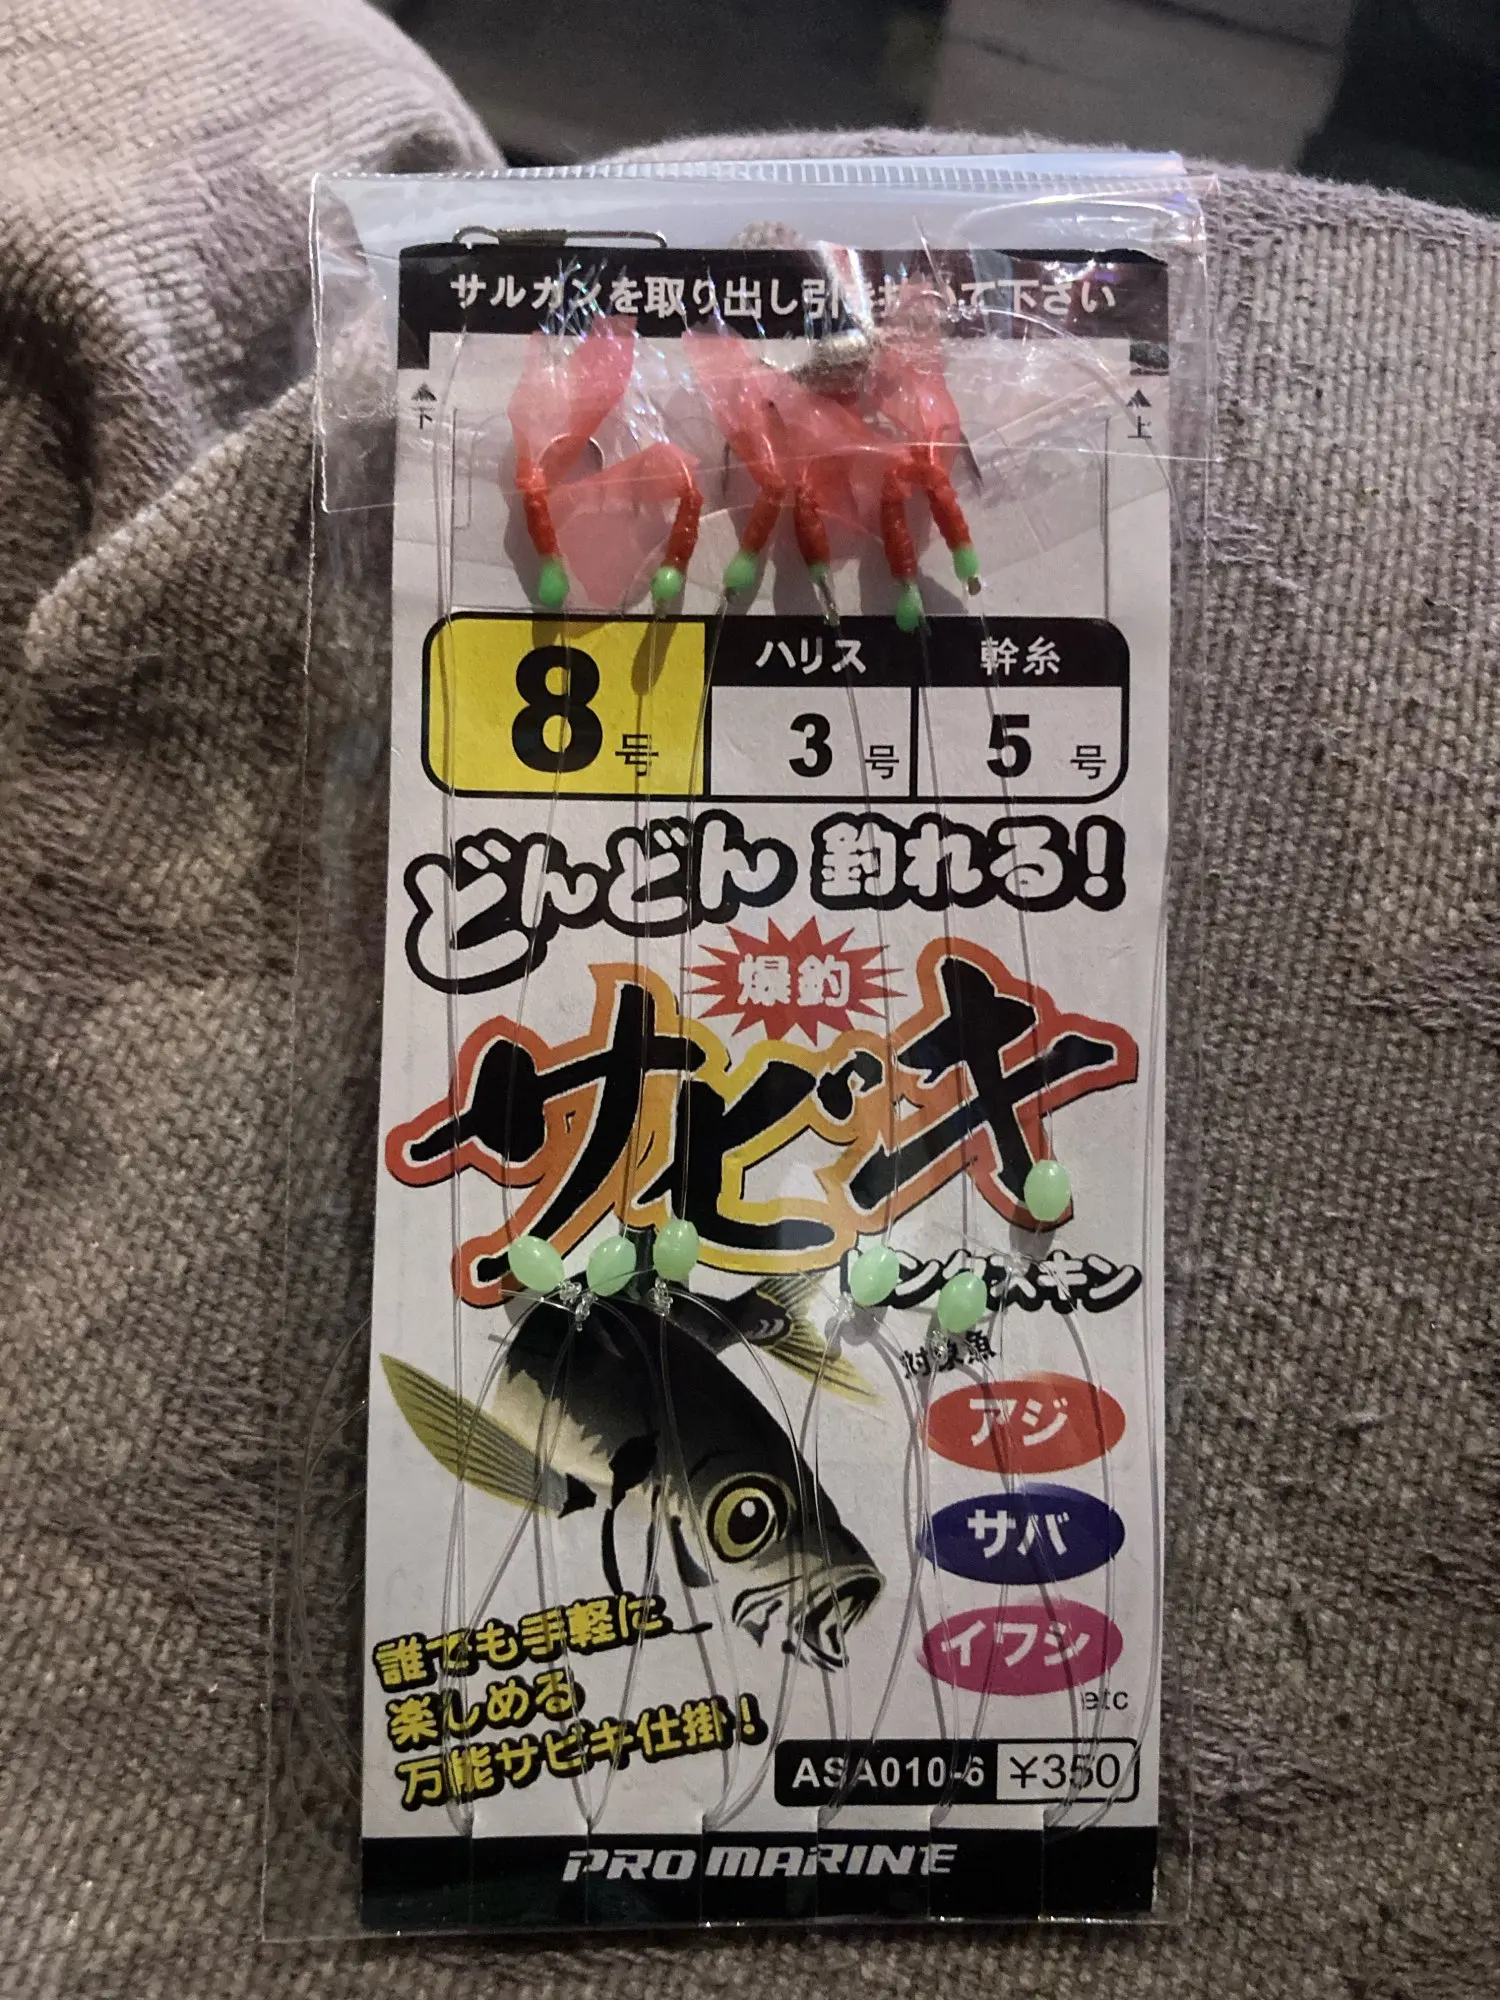 サルカンを取り出し引き抜いて下さい
下
上
8号
ハリス
3号
幹糸
5号
どんどん 釣れる!
爆釣
サビキ
ピンクスキン
対象魚
アジ
サバ
イワシ
etc
誰でも手軽に
楽しめる
万能サビキ仕掛!
ASA010-6 ¥350
PRO MARINE